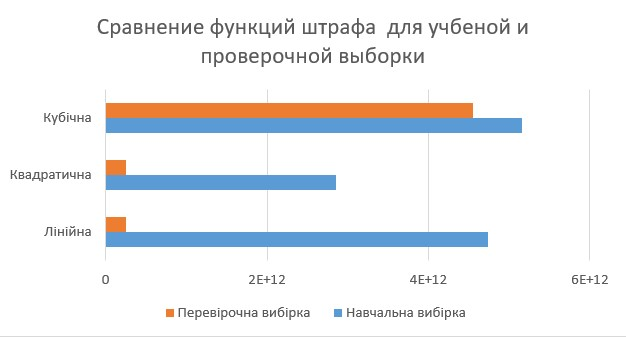 Сравнение функций штрафа для учбеной и
проверочной выборки
Кубічна
Квадратична
Лінійна
0 2E+12 4E+12 6E+12
Перевірочна вибірка Навчальна вибірка